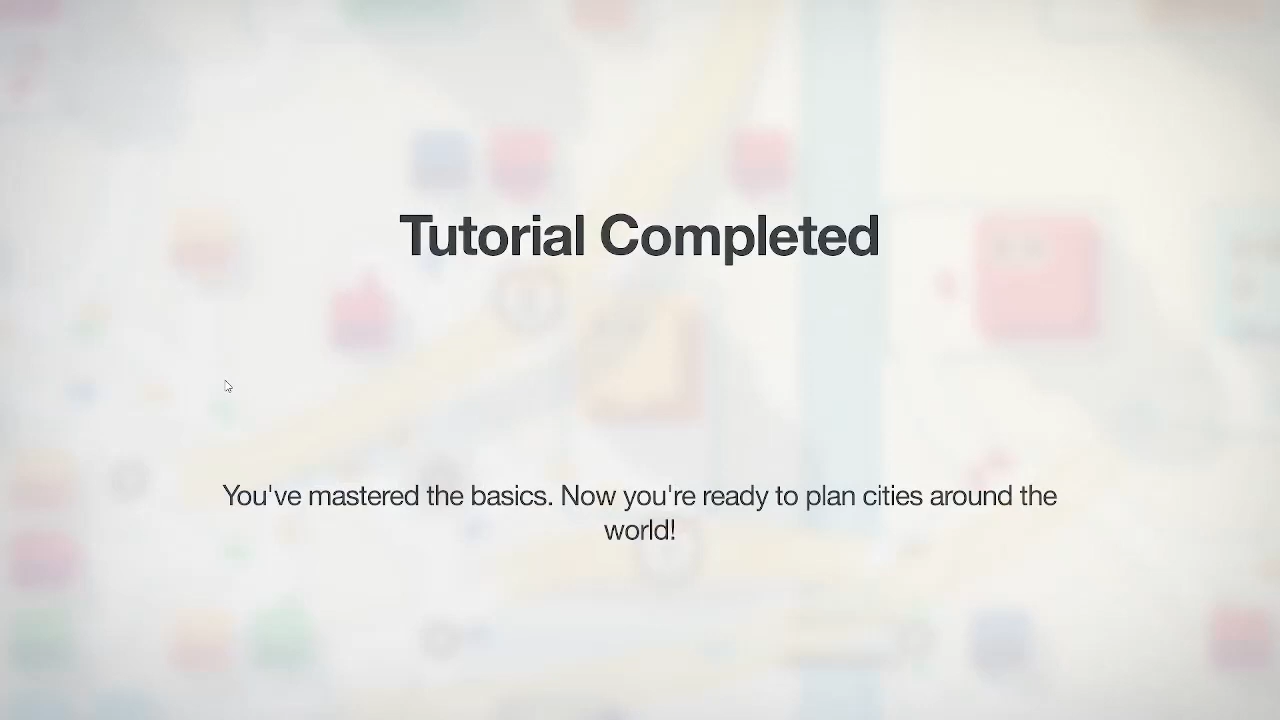 Tutorial Completed
You've mastered the basics. Now you're ready to plan cities around the
world!